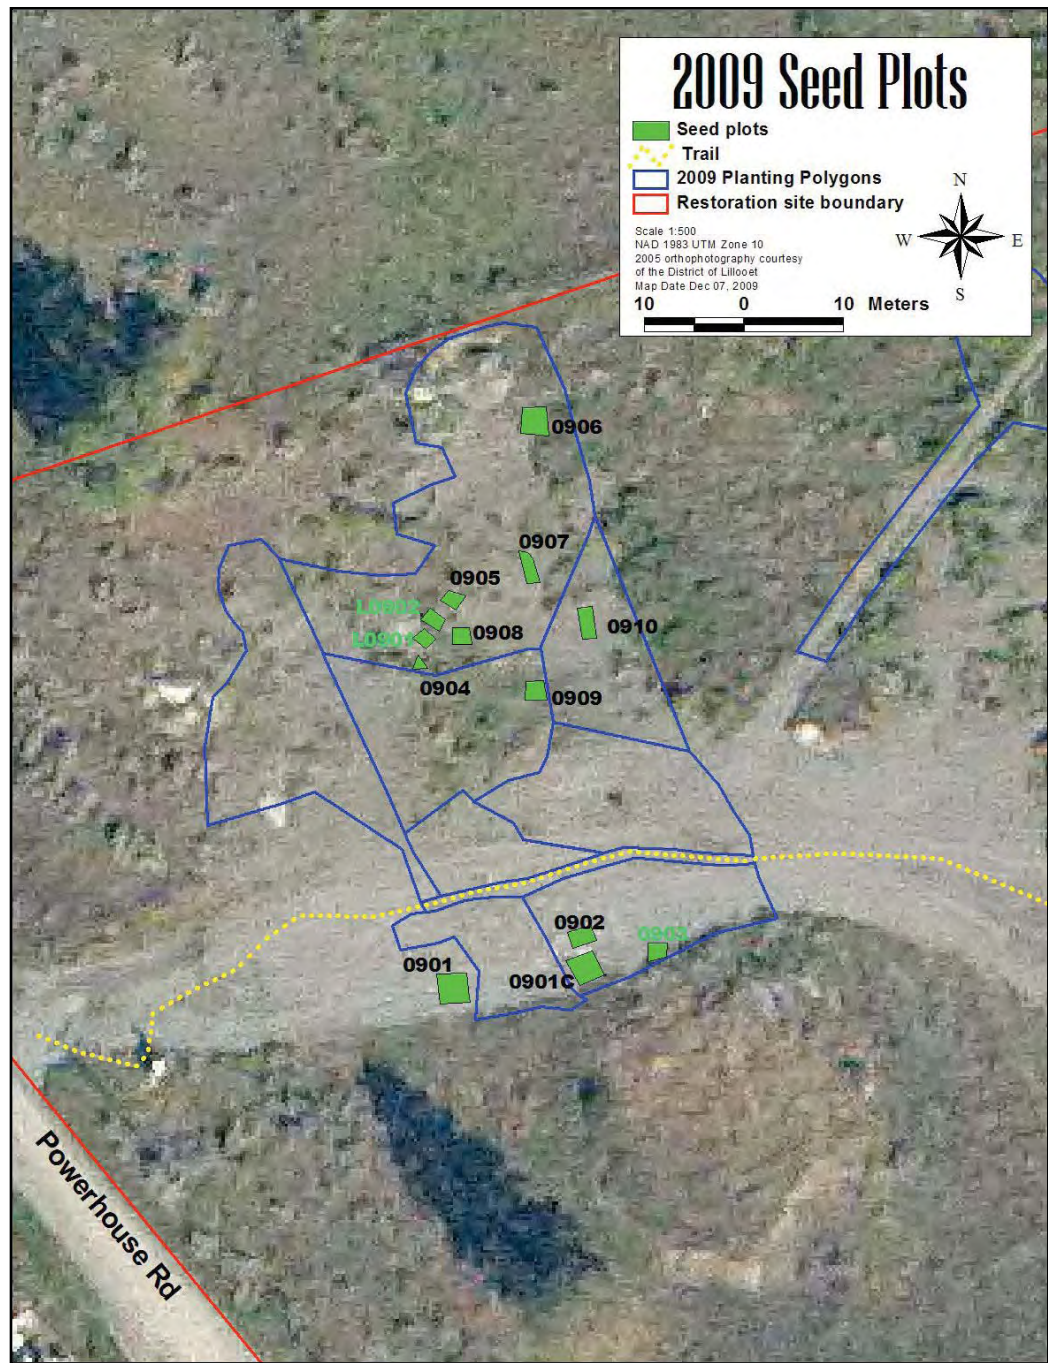 2009 Seed Plots
Seed plots
Trail
2009 Planting Polygons
Restoration site boundary
Scale 1:500
NAD 1983 UTM Zone 10
2005 orthophotography courtesy
of the District of Lillooet
Map Date Dec 07, 2009
N
W
E
S
10 0 10 Meters
0906
0907
0905
L0902
0910
0908
L0901
0904
0909
0902
0903
0901
0901C
Powerhouse Rd